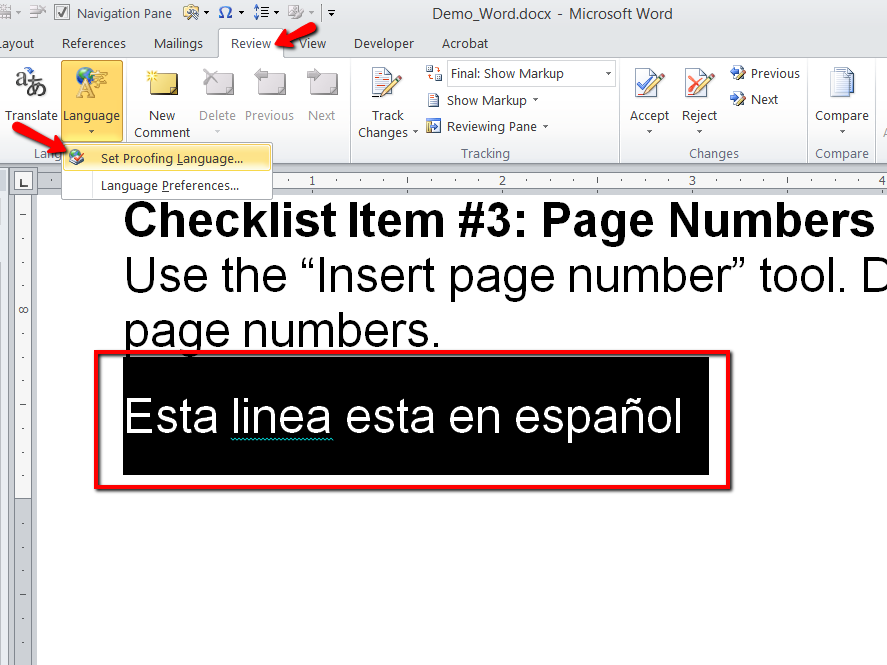 Navigation Pane
Demo_Word.docx - Microsoft Word
ayout References Mailings Review View Developer Acrobat
Translate Language New Comment Delete Previous Next
Track Changes
Final: Show Markup
Show Markup
Reviewing Pane
Accept Reject
Previous
Next
Compare
Lang Tracking Changes Compare
Set Proofing Language...
Language Preferences...
L
1 2 3 4
8
Checklist Item #3: Page Numbers
Use the “Insert page number” tool. D
page numbers.
Esta linea esta en español